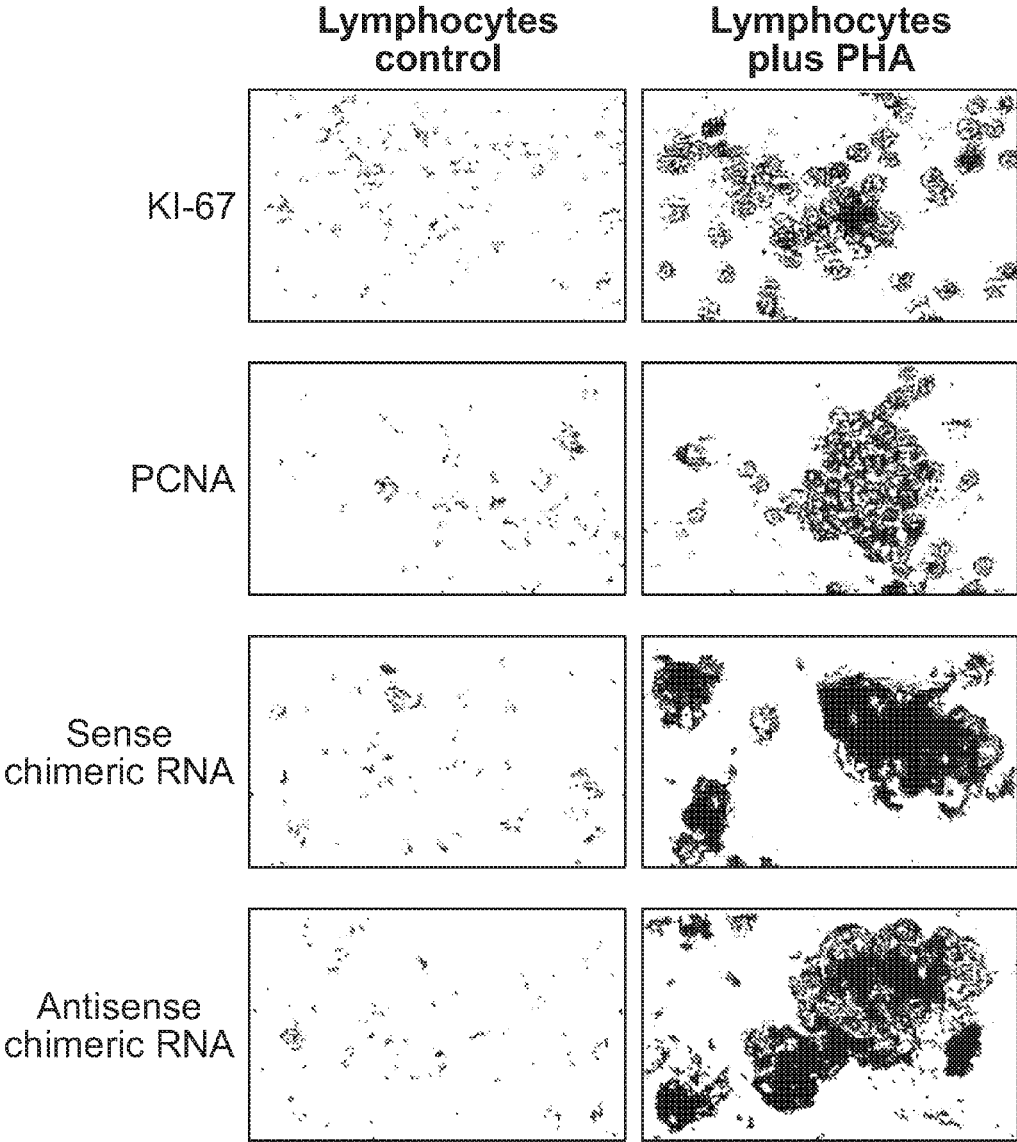 Lymphocytes
control
Lymphocytes
plus PHA
KI-67
PCNA
Sense
chimeric RNA
Antisense
chimeric RNA